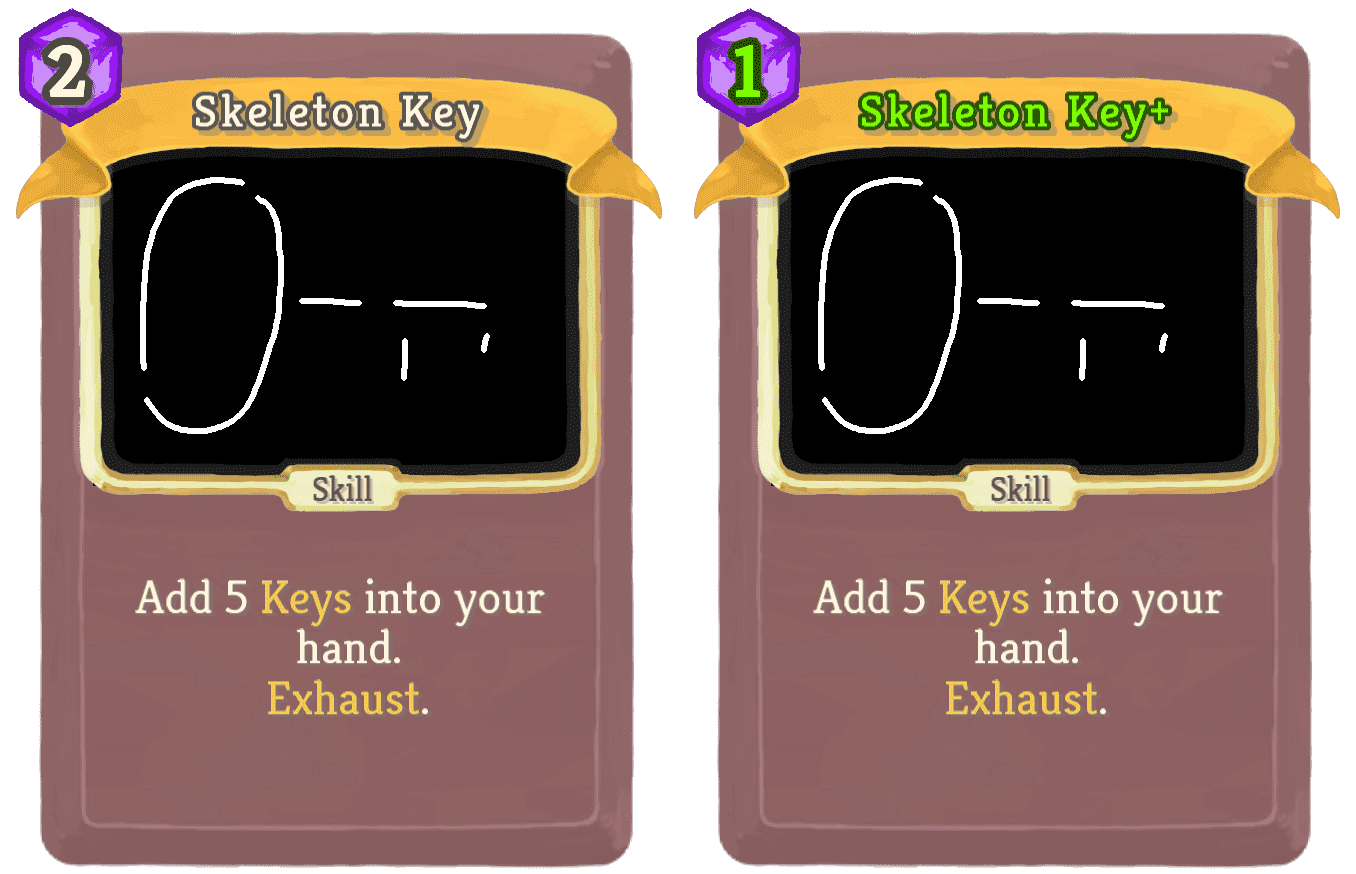 2
Skeleton Key
Skill
Add 5 Keys into your
hand.
Exhaust.
1
Skeleton Key+
Skill
Add 5 Keys into your
hand.
Exhaust.